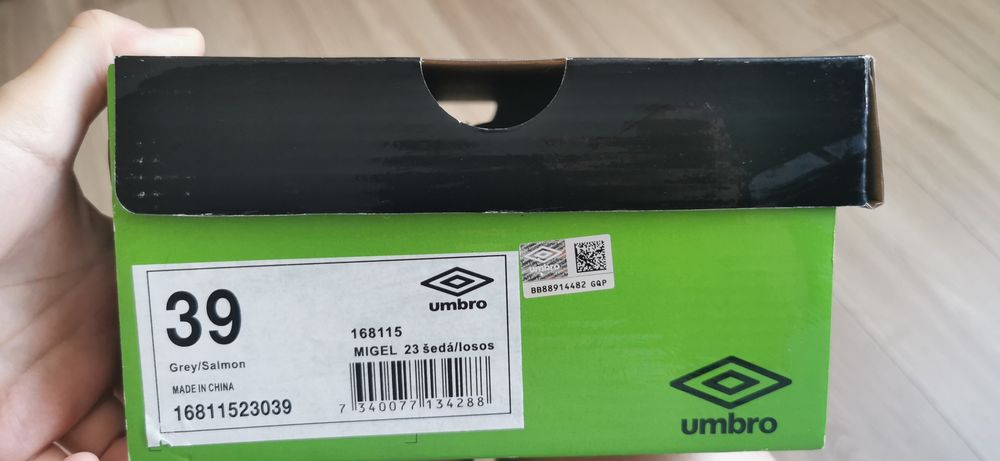 umbro
BB88914482 GQP
39
umbro
168115
MIGEL 23 šedá/losos
Grey/Salmon
MADE IN CHINA
16811523039
7 340077 134288
umbro